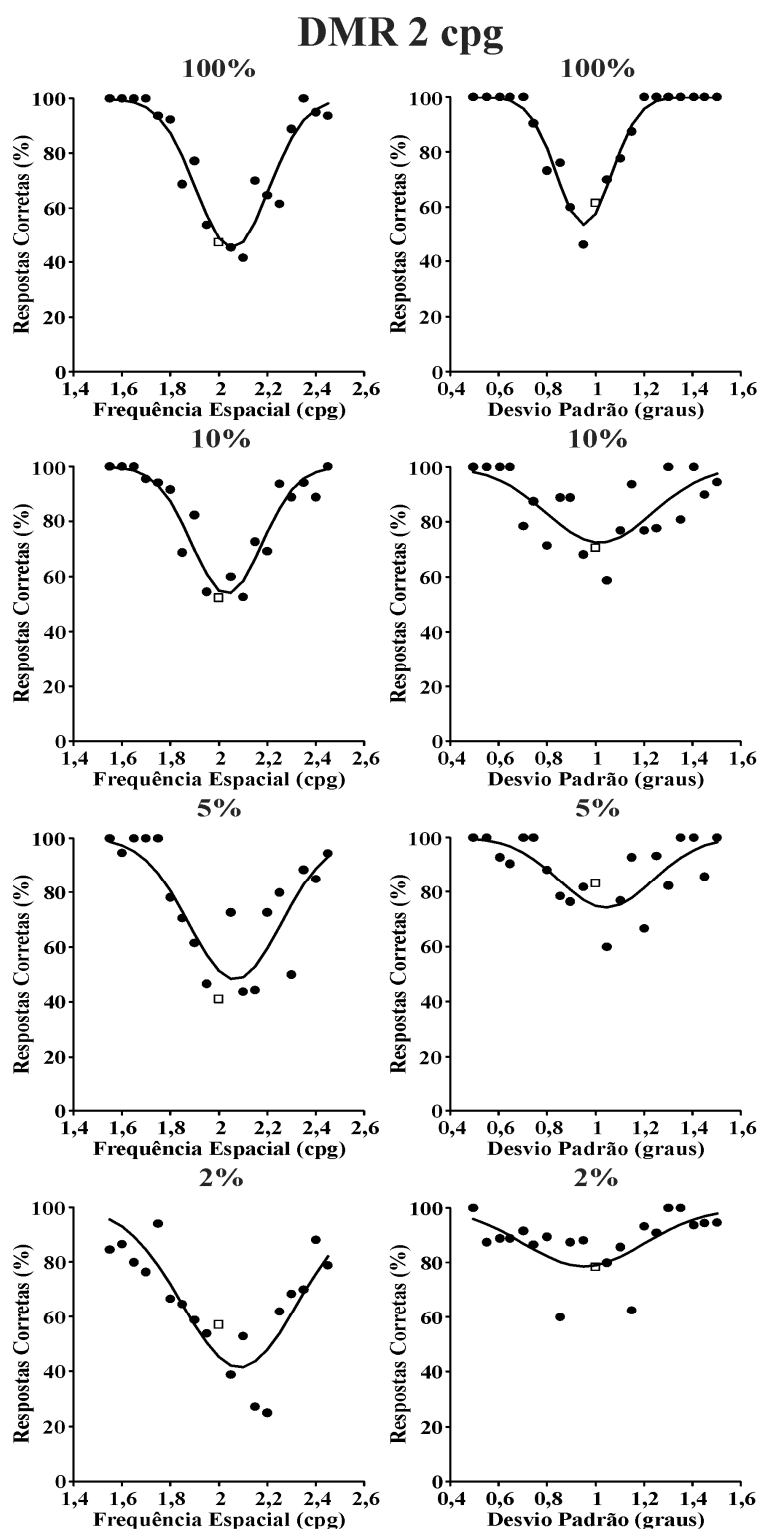 DMR 2 cpg
100%
100%
Respostas Corretas (%)
100
80
60
40
20
0
1,4 1,6 1,8 2 2,2 2,4 2,6
Frequência Espacial (cpg)
Respostas Corretas (%)
100
80
60
40
20
0
0,4 0,6 0,8 1 1,2 1,4 1,6
Desvio Padrão (graus)
10%
10%
Respostas Corretas (%)
100
80
60
40
20
0
1,4 1,6 1,8 2 2,2 2,4 2,6
Frequência Espacial (cpg)
Respostas Corretas (%)
100
80
60
40
20
0
0,4 0,6 0,8 1 1,2 1,4 1,6
Desvio Padrão (graus)
5%
5%
Respostas Corretas (%)
100
80
60
40
20
0
1,4 1,6 1,8 2 2,2 2,4 2,6
Frequência Espacial (cpg)
Respostas Corretas (%)
100
80
60
40
20
0
0,4 0,6 0,8 1 1,2 1,4 1,6
Desvio Padrão (graus)
2%
2%
Respostas Corretas (%)
100
80
60
40
20
0
1,4 1,6 1,8 2 2,2 2,4 2,6
Frequência Espacial (cpg)
Respostas Corretas (%)
100
80
60
40
20
0
0,4 0,6 0,8 1 1,2 1,4 1,6
Desvio Padrão (graus)